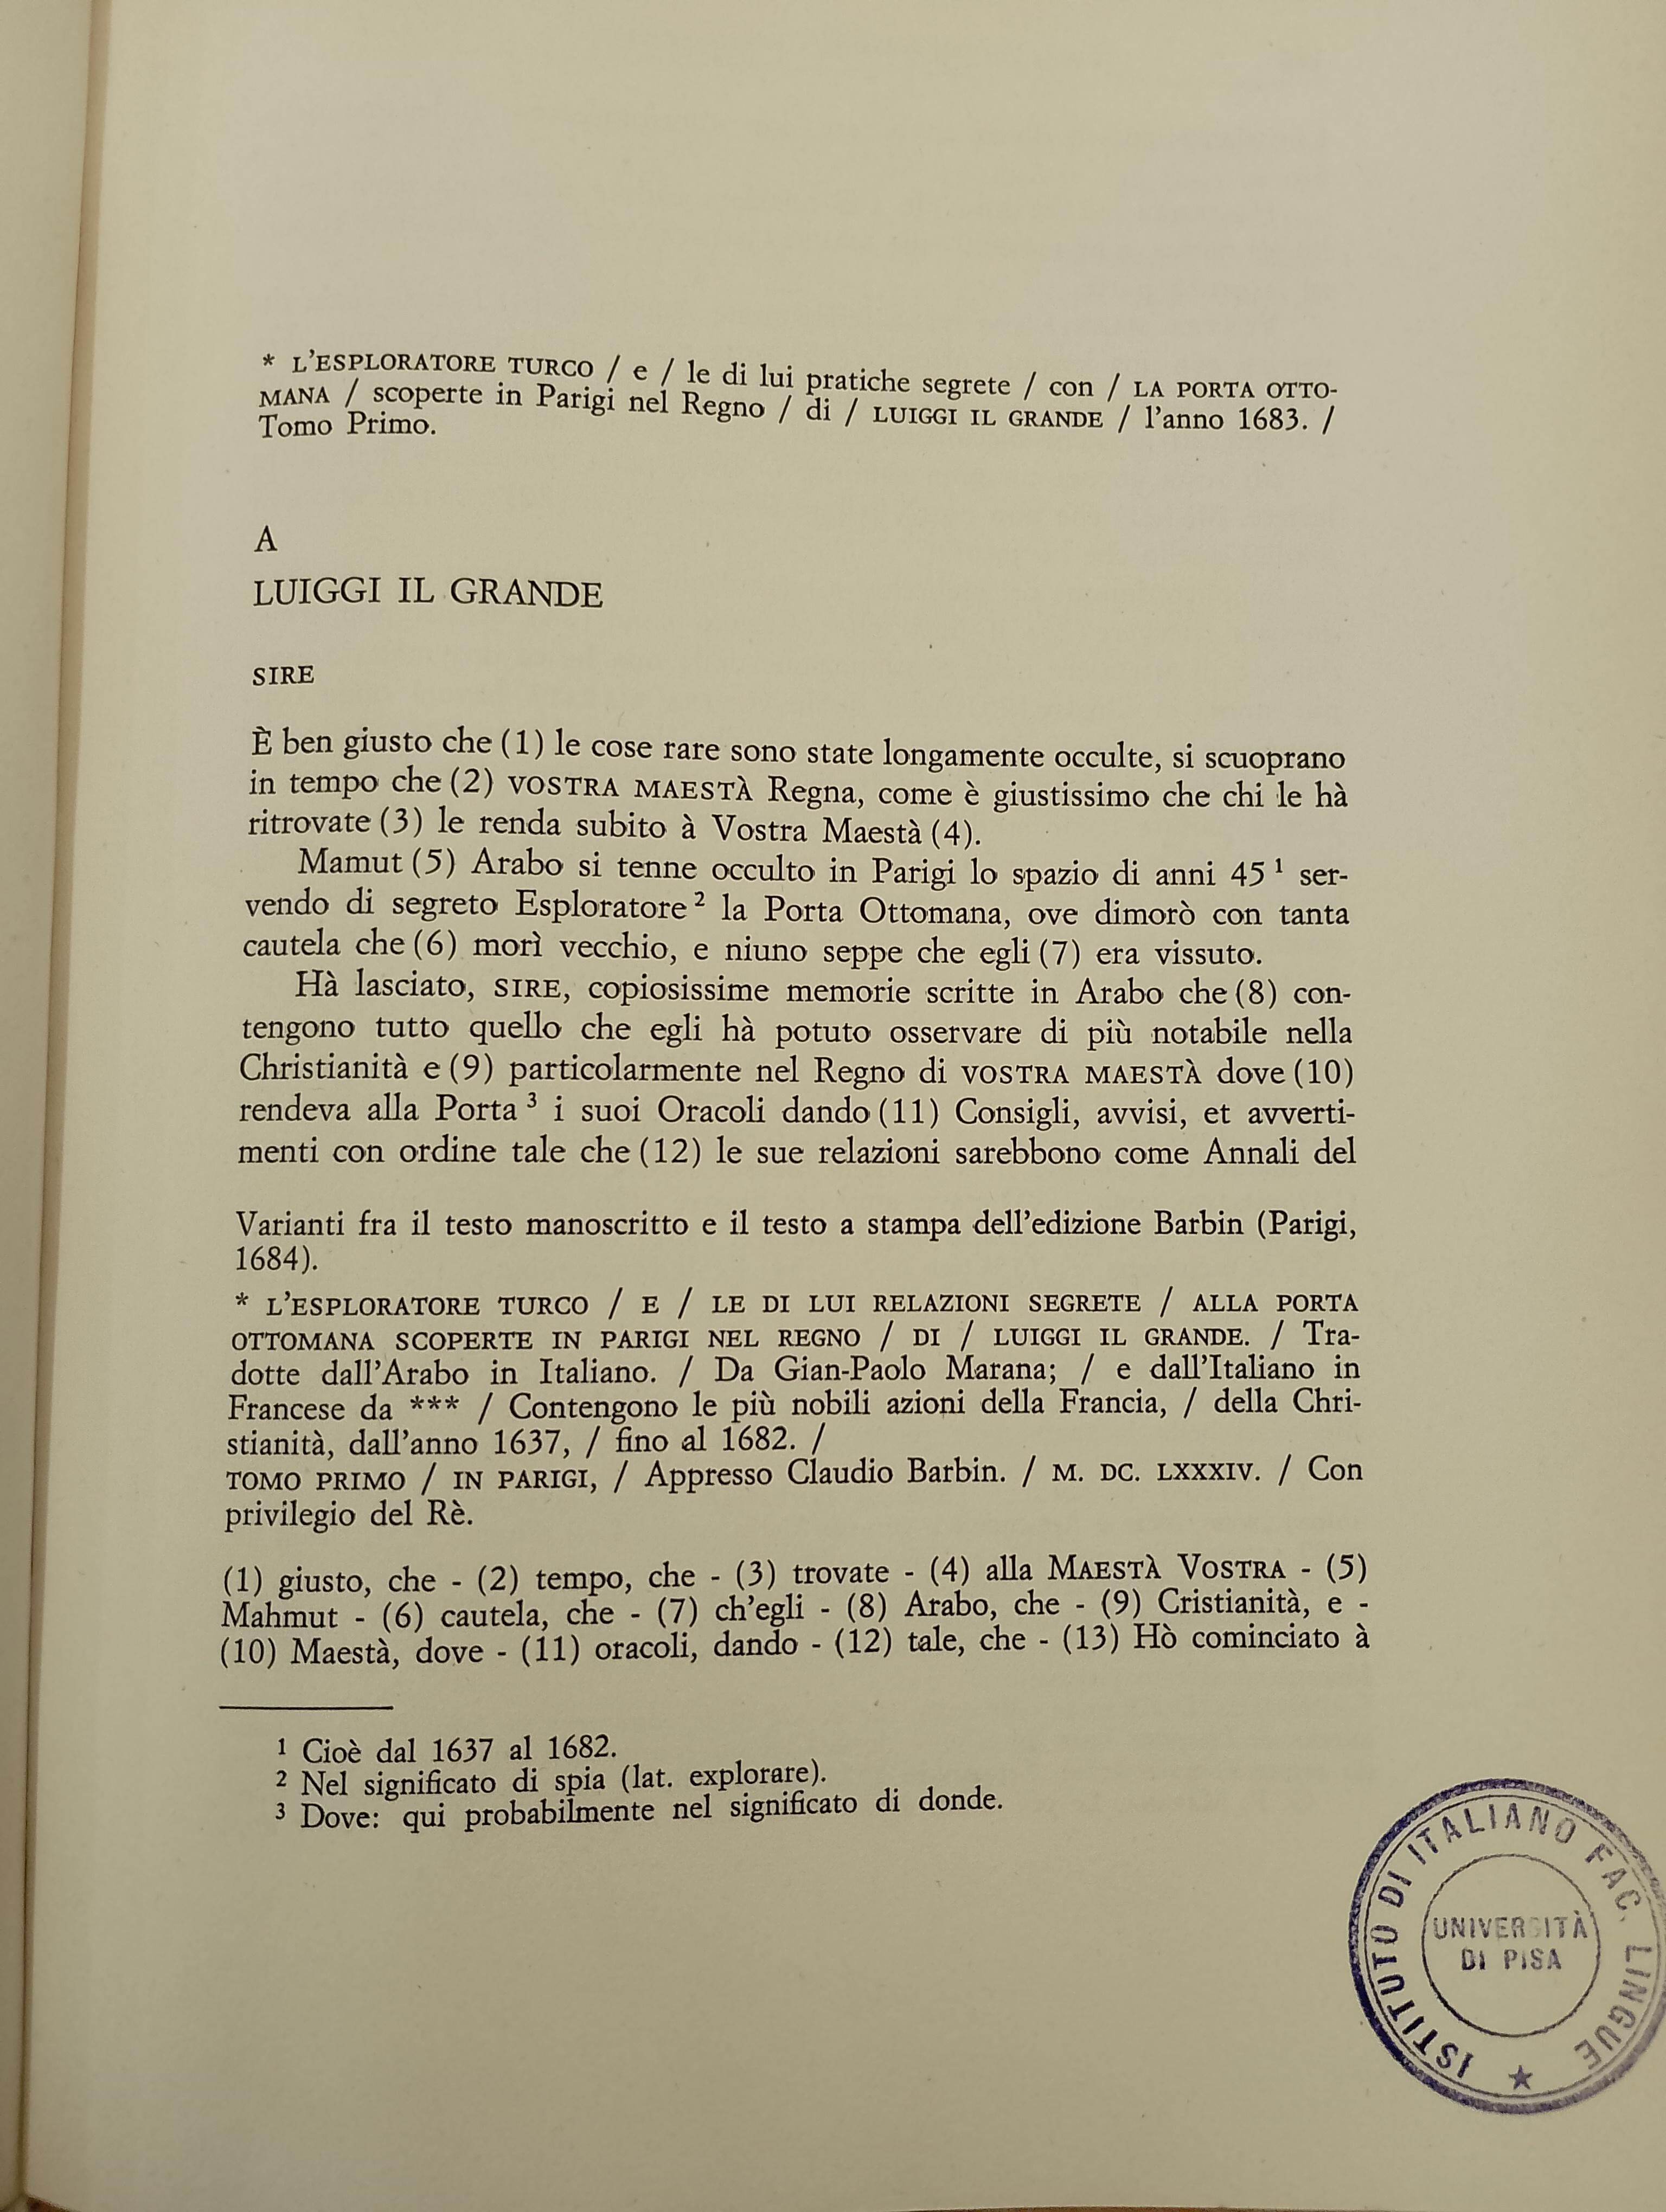 * L'ESPLORATORE TURCO / e / le di lui pratiche segrete / con / LA PORTA OTTO-
MANA / scoperte in Parigi nel Regno / di / LUIGGI IL GRANDE / l'anno 1683. /
Tomo Primo.
A
LUIGGI IL GRANDE
SIRE
È ben giusto che (1) le cose rare sono state longamente occulte, si scuoprano
in tempo che (2) VOSTRA MAESTÀ Regna, come è giustissimo che chi le hà
ritrovate (3) le renda subito à Vostra Maestà (4).
Mamut (5) Arabo si tenne occulto in Parigi lo spazio di anni 45 ¹ ser-
vendo di segreto Esploratore ² la Porta Ottomana, ove dimorò con tanta
cautela che (6) morì vecchio, e niuno seppe che egli (7) era vissuto.
Hà lasciato, SIRE, copiosissime memorie scritte in Arabo che (8) con-
tengono tutto quello che egli hà potuto osservare di più notabile nella
Christianità e (9) particolarmente nel Regno di VOSTRA MAESTÀ dove (10)
rendeva alla Porta ³ i suoi Oracoli dando (11) Consigli, avvisi, et avverti-
menti con ordine tale che (12) le sue relazioni sarebbono come Annali del
Varianti fra il testo manoscritto e il testo a stampa dell'edizione Barbin (Parigi,
1684).
* L'ESPLORATORE TURCO / E / LE DI LUI RELAZIONI SEGRETE / ALLA PORTA
OTTOMANA SCOPERTE IN PARIGI NEL REGNO / DI / LUIGGI IL GRANDE. / Tra-
dotte dall'Arabo in Italiano. / Da Gian-Paolo Marana; / e dall'Italiano in
Francese da *** / Contengono le più nobili azioni della Francia, / della Chri-
stianità, dall'anno 1637, / fino al 1682. /
TOMO PRIMO / IN PARIGI, / Appresso Claudio Barbin. / M. DC. LXXXIV. / Con
privilegio del Rè.
(1) giusto, che - (2) tempo, che - (3) trovate - (4) alla MAESTÀ VOSTRA - (5)
Mahmut - (6) cautela, che - (7) ch'egli - (8) Arabo, che - (9) Cristianità, e -
(10) Maestà, dove - (11) oracoli, dando - (12) tale, che - (13) Hò cominciato à
¹ Cioè dal 1637 al 1682.
² Nel significato di spia (lat. explorare).
³ Dove: qui probabilmente nel significato di donde.
ISTITUTO DI ITALIANO FAC. LINGUE
UNIVERSITÀ
DI PISA